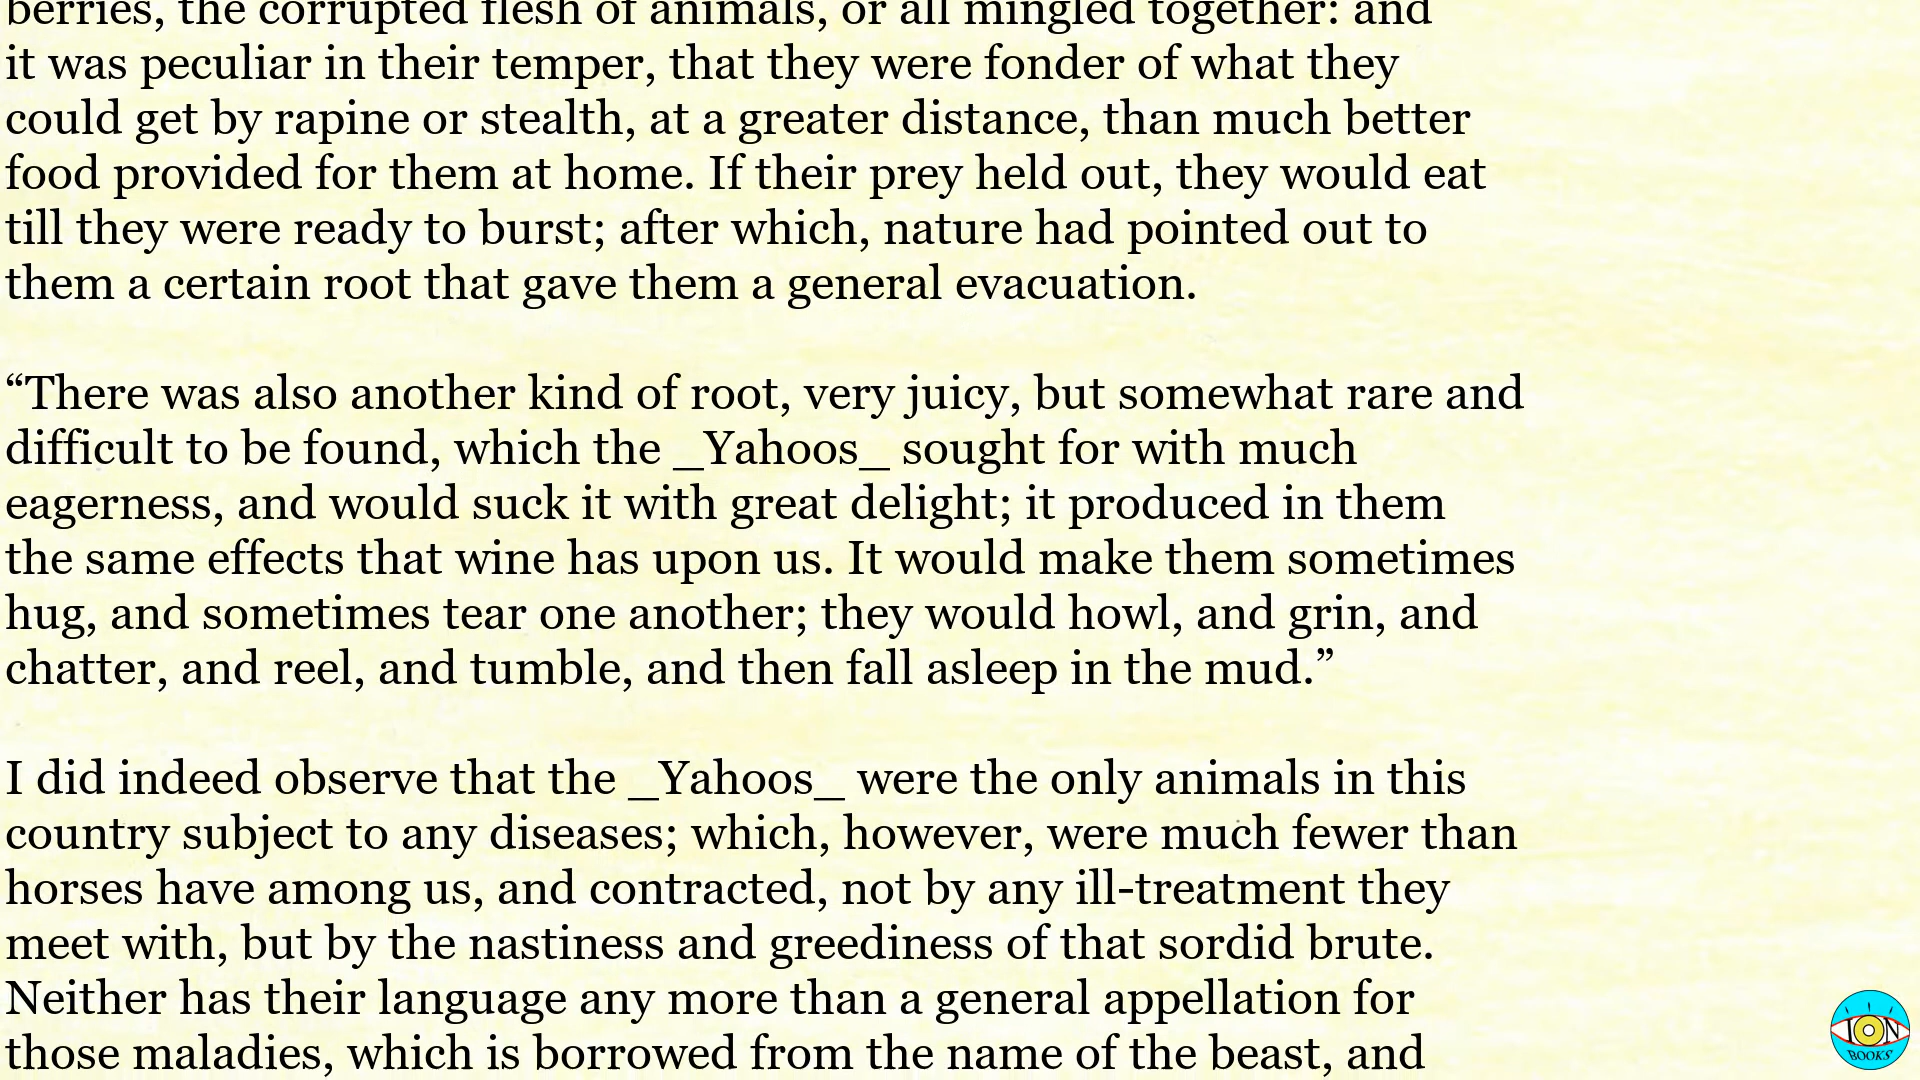 berries, the corrupted flesh of animals, or all mingled together: and
it was peculiar in their temper, that they were fonder of what they
could get by rapine or stealth, at a greater distance, than much better
food provided for them at home. If their prey held out, they would eat
till they were ready to burst; after which, nature had pointed out to
them a certain root that gave them a general evacuation.
“There was also another kind of root, very juicy, but somewhat rare and
difficult to be found, which the _Yahoos_ sought for with much
eagerness, and would suck it with great delight; it produced in them
the same effects that wine has upon us. It would make them sometimes
hug, and sometimes tear one another; they would howl, and grin, and
chatter, and reel, and tumble, and then fall asleep in the mud.”
I did indeed observe that the _Yahoos_ were the only animals in this
country subject to any diseases; which, however, were much fewer than
horses have among us, and contracted, not by any ill-treatment they
meet with, but by the nastiness and greediness of that sordid brute.
Neither has their language any more than a general appellation for
those maladies, which is borrowed from the name of the beast, and
ION
BOOKS